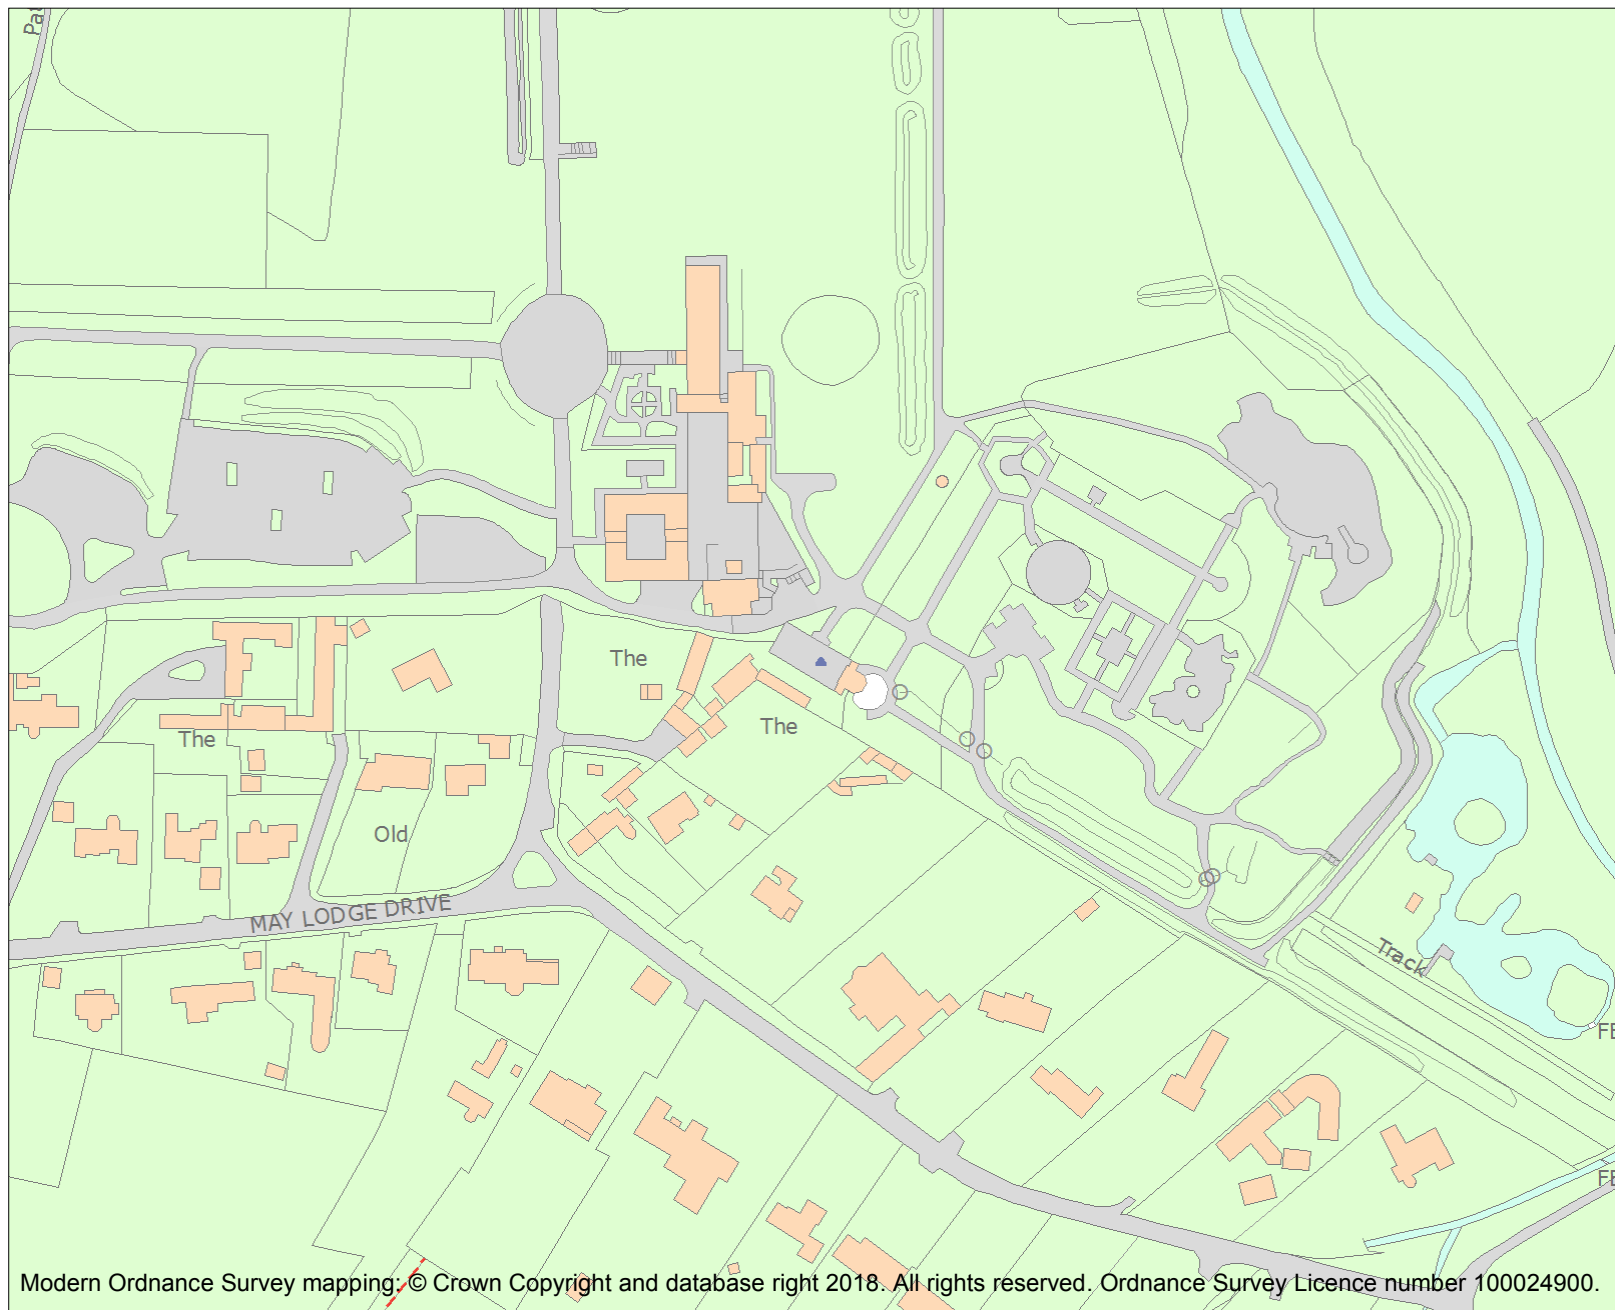 The
The
The
Old
MAY LODGE DRIVE
Track
Modern Ordnance Survey mapping: © Crown Copyright and database right 2018. All rights reserved. Ordnance Survey Licence number 100024900.